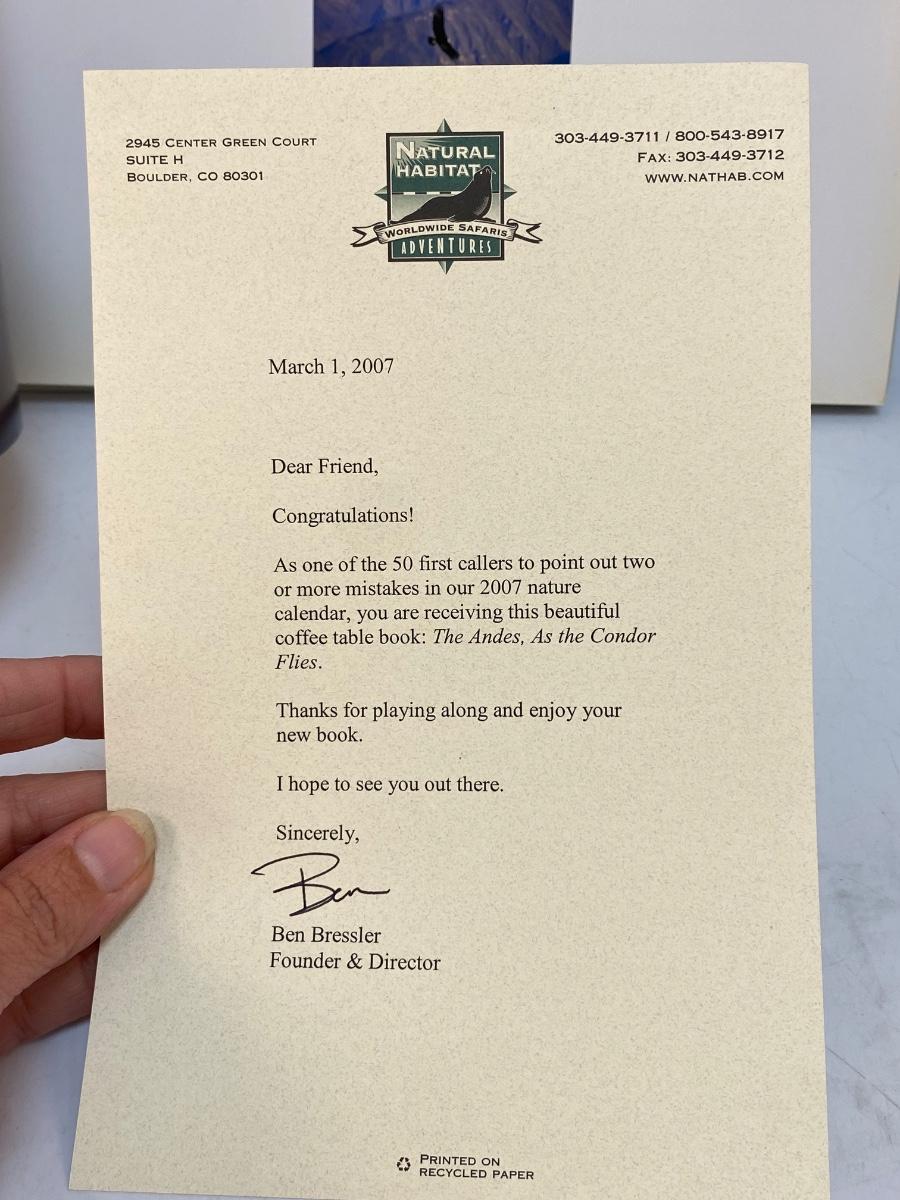 2945 Center Green Court
Suite H
Boulder, CO 80301
Natural
Habitat
Worldwide Safaris
Adventures
303-449-3711 / 800-543-8917
Fax: 303-449-3712
www.nathab.com
March 1, 2007
Dear Friend,
Congratulations!
As one of the 50 first callers to point out two
or more mistakes in our 2007 nature
calendar, you are receiving this beautiful
coffee table book: The Andes, As the Condor
Flies.
Thanks for playing along and enjoy your
new book.
I hope to see you out there.
Sincerely,
Ben
Ben Bressler
Founder & Director
Printed on
recycled paper